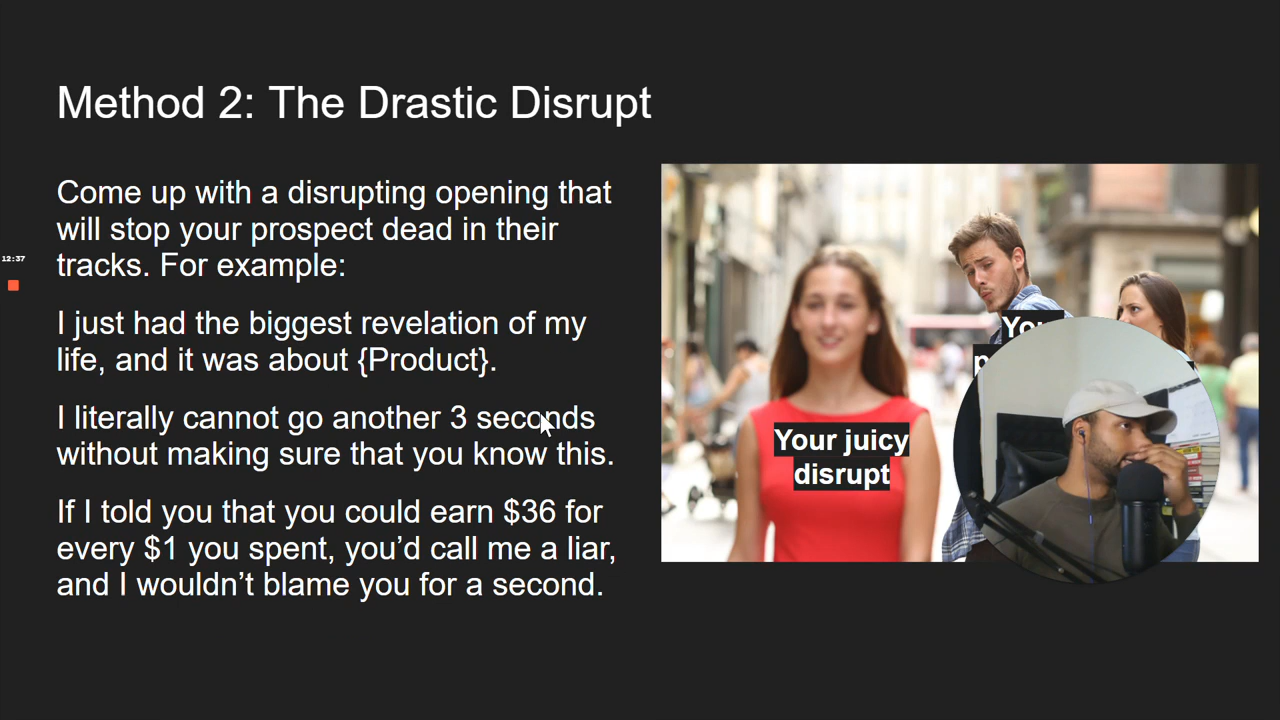 Method 2: The Drastic Disrupt
Come up with a disrupting opening that
will stop your prospect dead in their
tracks. For example:
I just had the biggest revelation of my
life, and it was about {Product}.
I literally cannot go another 3 seconds
without making sure that you know this.
If I told you that you could earn $36 for
every $1 you spent, you’d call me a liar,
and I wouldn’t blame you for a second.
12:37
Your juicy
disrupt